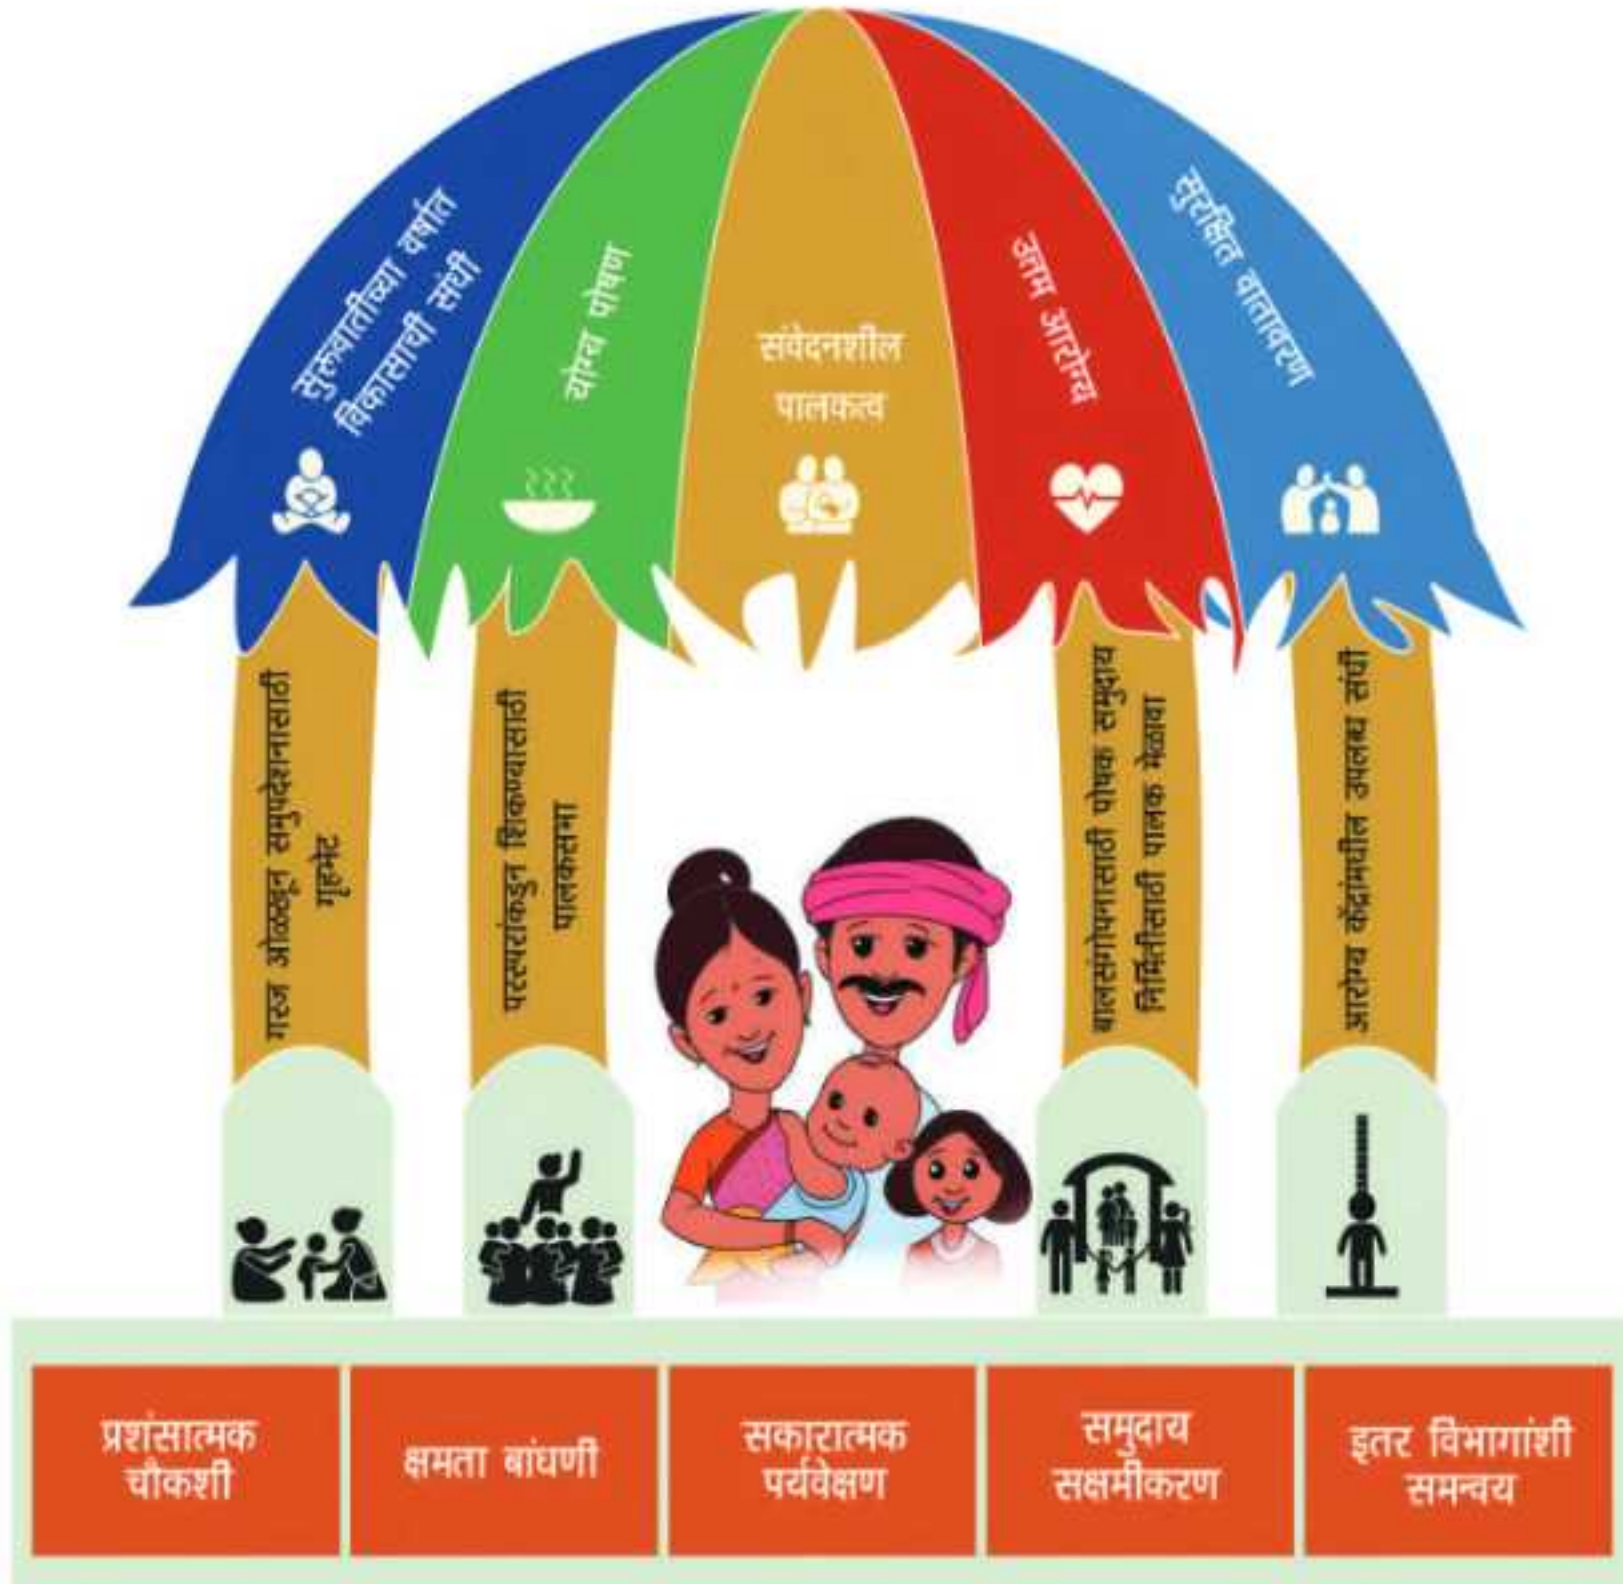 सुरुवातीच्या वर्षात
विकासाची संधी
योग्य पोषण
संवेदनशील
पालकत्व
उत्तम आरोग्य
सुरक्षित वातावरण
गरज ओळखून समुपदेशनासाठी
गृहभेट
परस्परांकडुन शिकण्यासाठी
पालकसभा
बालसंगोपनासाठी पोषक समुदाय
निर्मितीसाठी पालक मेळावा
आरोग्य केंद्रांमधील उपलब्ध संधी
प्रशंसात्मक
चौकशी
क्षमता बांधणी
सकारात्मक
पर्यवेक्षण
समुदाय
सक्षमीकरण
इतर विभागांशी
समन्वय